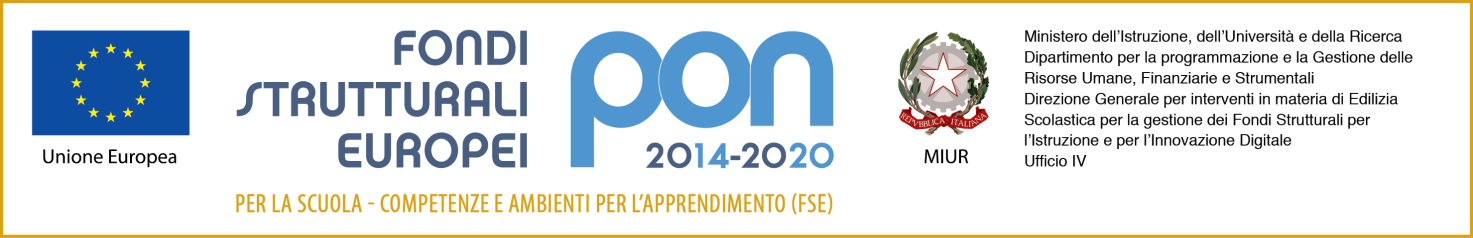 Unione Europea
FONDI
STRUTTURALI
EUROPEI
pon
2014-2020
PER LA SCUOLA - COMPETENZE E AMBIENTI PER L'APPRENDIMENTO (FSE)
REPVBBLICA ITALIANA
MIUR
Ministero dell'Istruzione, dell'Università e della Ricerca
Dipartimento per la programmazione e la Gestione delle
Risorse Umane, Finanziarie e Strumentali
Direzione Generale per interventi in materia di Edilizia
Scolastica per la gestione dei Fondi Strutturali per
l'Istruzione e per l'Innovazione Digitale
Ufficio IV